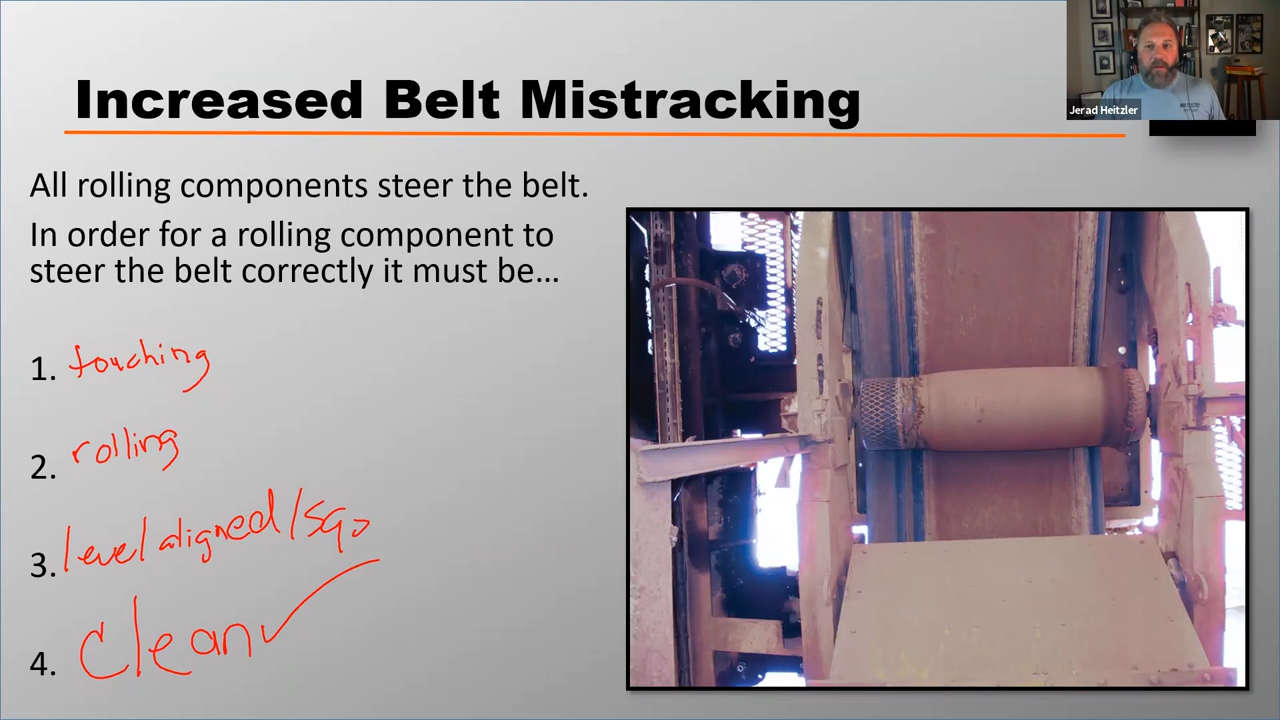 Increased Belt Mistracking
Jerad Heitzler
All rolling components steer the belt.
In order for a rolling component to
steer the belt correctly it must be…
1. touching
2. rolling
3. level/aligned/sqo
4. Clean✓